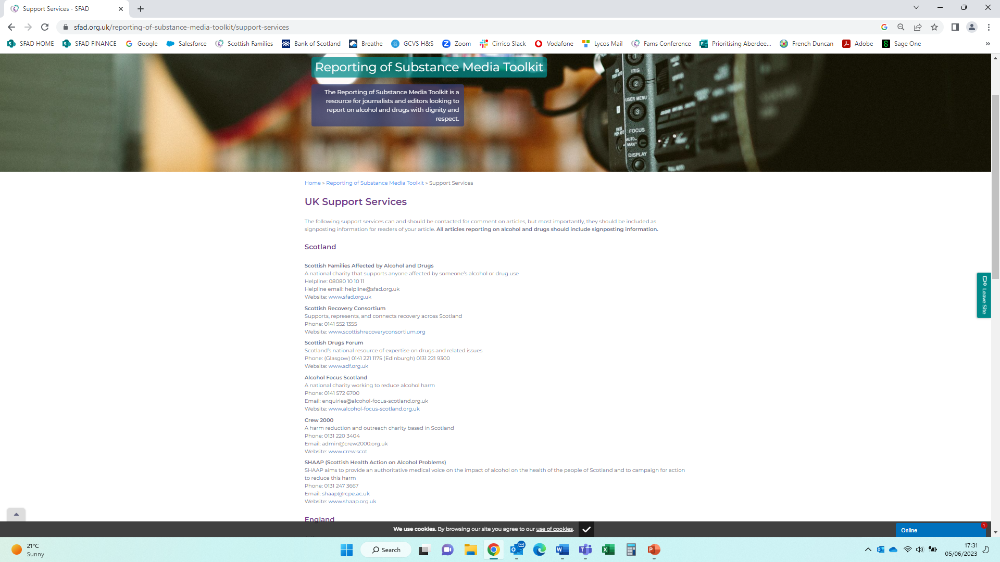 Support Services - SFAD
sfad.org.uk/reporting-of-substance-media-toolkit/support-services
SFAD HOME
SFAD FINANCE
Google
Salesforce
Scottish Families
Bank of Scotland
Breathe
GCVS H&S
Zoom
Cirrico Slack
Vodafone
Lycos Mail
Fams Conference
Prioritising Aberdee...
French Duncan
Adobe
Sage One
Reporting of Substance Media Toolkit
The Reporting of Substance Media Toolkit is a
resource for journalists and editors looking to
report on alcohol and drugs with dignity and
respect.
IRIS
2
USER MENU
3
FOCUS
AUTO
MAN
DISPLAY
Home » Reporting of Substance Media Toolkit » Support Services
UK Support Services
The following support services can and should be contacted for comment on articles, but most importantly, they should be included as
signposting information for readers of your article. All articles reporting on alcohol and drugs should include signposting information.
Scotland
Scottish Families Affected by Alcohol and Drugs
A national charity that supports anyone affected by someone's alcohol or drug use
Helpline: 08080 10 10 11
Helpline email: helpline@sfad.org.uk
Website: www.sfad.org.uk
Scottish Recovery Consortium
Supports, represents, and connects recovery across Scotland
Phone: 0141 552 1355
Website: www.scottishrecoveryconsortium.org
Scottish Drugs Forum
Scotland's national resource of expertise on drugs and related issues
Phone: (Glasgow) 0141 221 1175 (Edinburgh) 0131 221 9300
Website: www.sdf.org.uk
Alcohol Focus Scotland
A national charity working to reduce alcohol harm
Phone: 0141 572 6700
Email: enquiries@alcohol-focus-scotland.org.uk
Website: www.alcohol-focus-scotland.org.uk
Crew 2000
A harm reduction and outreach charity based in Scotland
Phone: 0131 220 3404
Email: admin@crew2000.org.uk
Website: www.crew.scot
SHAAP (Scottish Health Action on Alcohol Problems)
SHAAP aims to provide an authoritative medical voice on the impact of alcohol on the health of the people of Scotland and to campaign for action
to reduce this harm
Phone: 0131 247 3667
Email: shaap@rcpe.ac.uk
Website: www.shaap.org.uk
England
Leave Site
We use cookies. By browsing our site you agree to our use of cookies.
Online
1
21°C
Sunny
Search
17:31
05/06/2023